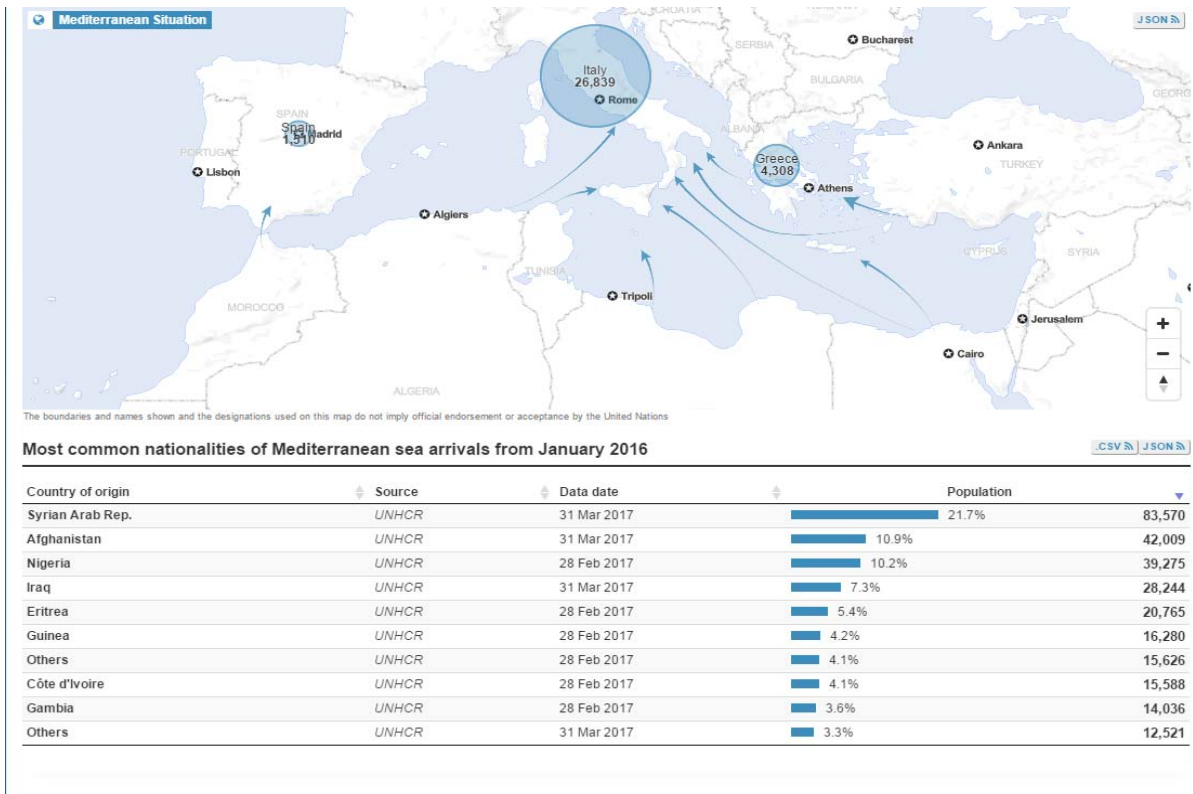 Mediterranean Situation
JSON
CROATIA
SERBIA
Bucharest
BULGARIA
GEORG
Italy
26,839
Rome
SPAIN
Spain
1,510
Madrid
PORTUGAL
Lisbon
ALBANIA
Greece
4,308
Athens
Ankara
TURKEY
Algiers
CYPRUS
SYRIA
TUNISIA
Tripoli
MOROCCO
Jerusalem
Cairo
ALGERIA
+
−
The boundaries and names shown and the designations used on this map do not imply official endorsement or acceptance by the United Nations
Most common nationalities of Mediterranean sea arrivals from January 2016
.CSV JSON
Country of origin Source Data date Population
Syrian Arab Rep. UNHCR 31 Mar 2017 21.7% 83,570
Afghanistan UNHCR 31 Mar 2017 10.9% 42,009
Nigeria UNHCR 28 Feb 2017 10.2% 39,275
Iraq UNHCR 31 Mar 2017 7.3% 28,244
Eritrea UNHCR 28 Feb 2017 5.4% 20,765
Guinea UNHCR 28 Feb 2017 4.2% 16,280
Others UNHCR 28 Feb 2017 4.1% 15,626
Côte d'Ivoire UNHCR 28 Feb 2017 4.1% 15,588
Gambia UNHCR 28 Feb 2017 3.6% 14,036
Others UNHCR 31 Mar 2017 3.3% 12,521